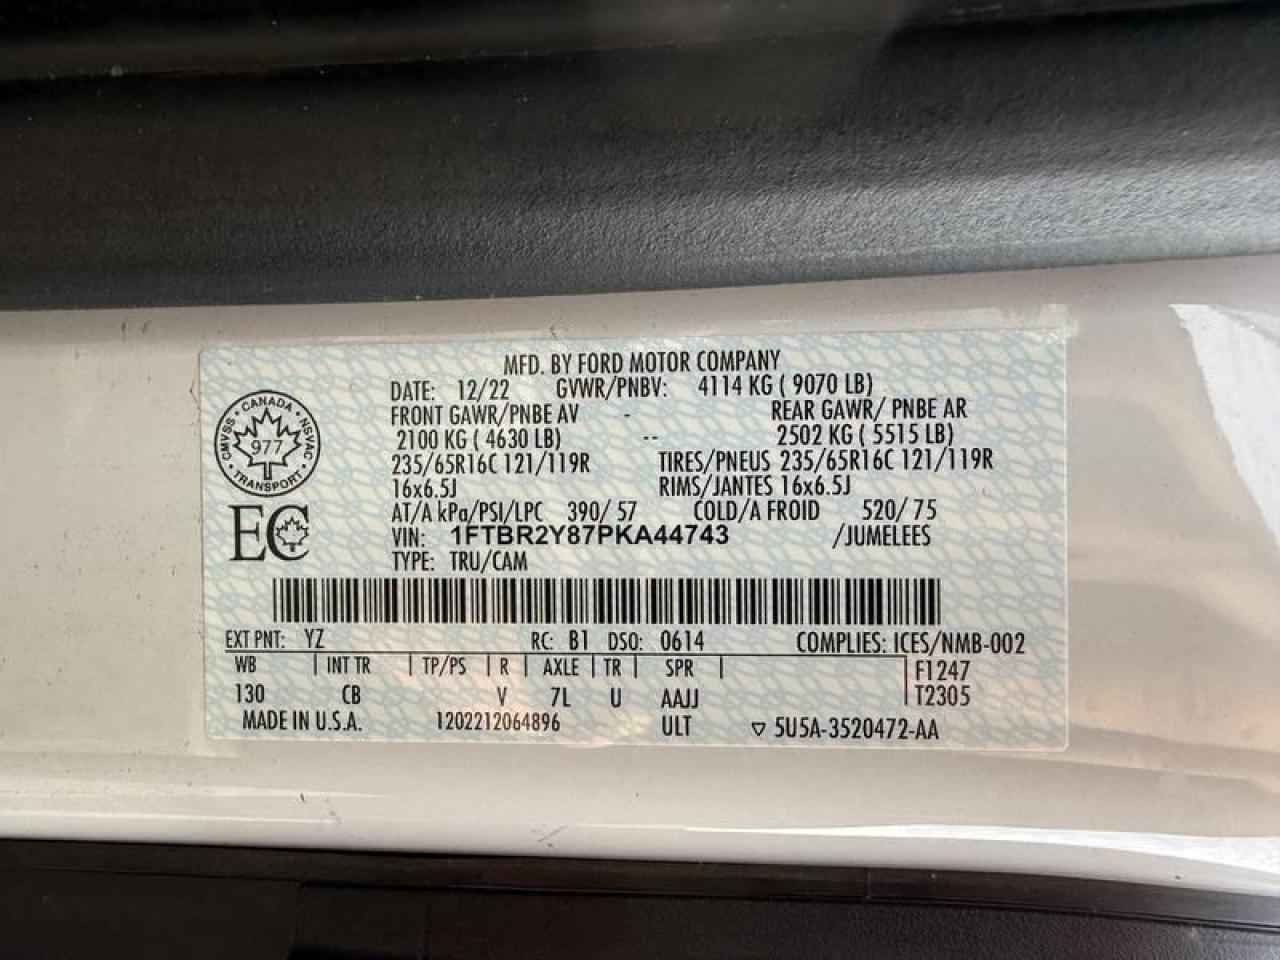 MFD. BY FORD MOTOR COMPANY
DATE: 12/22 GVWR/PNBV: 4114 KG ( 9070 LB)
FRONT GAWR/PNBE AV - REAR GAWR/ PNBE AR
2100 KG ( 4630 LB) -- 2502 KG ( 5515 LB)
235/65R16C 121/119R TIRES/PNEUS 235/65R16C 121/119R
16x6.5J RIMS/JANTES 16x6.5J
AT/A kPa/PSI/LPC 390/ 57 COLD/A FROID 520/ 75
VIN: 1FTBR2Y87PKA44743 /JUMELEES
TYPE: TRU/CAM
CANADA
CMVSS • NSVAC
977
TRANSPORT
EC
EXT PNT: YZ RC: B1 DSO: 0614 COMPLIES: ICES/NMB-002
WB | INT TR | TP/PS | R | AXLE | TR | SPR | F1247
130 CB V 7L U AAJJ T2305
MADE IN U.S.A. 1202212064896 ULT ▽ 5U5A-3520472-AA